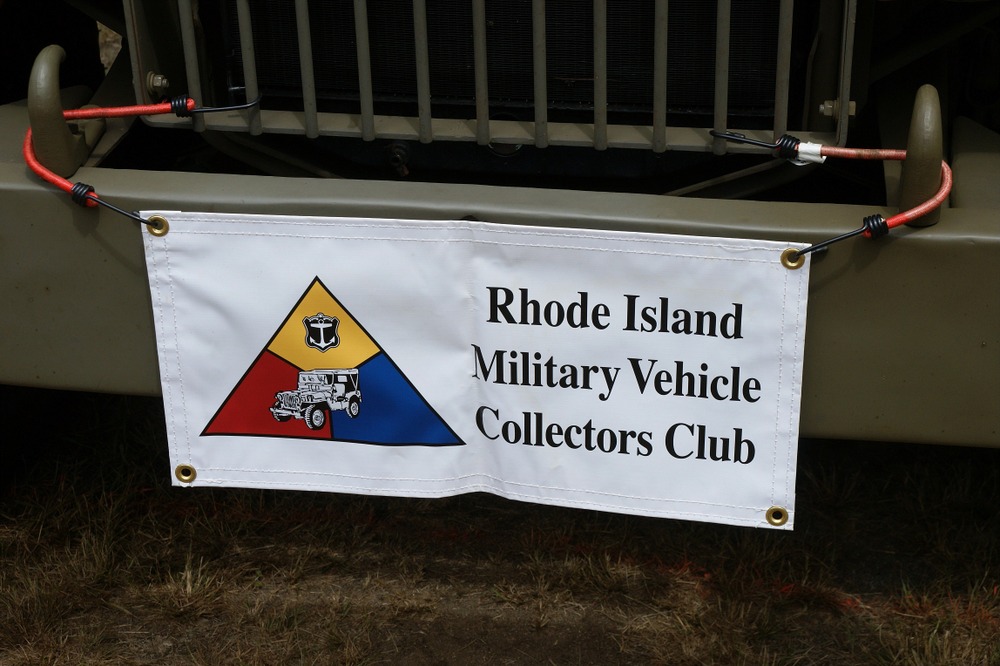 Rhode Island
Military Vehicle
Collectors Club